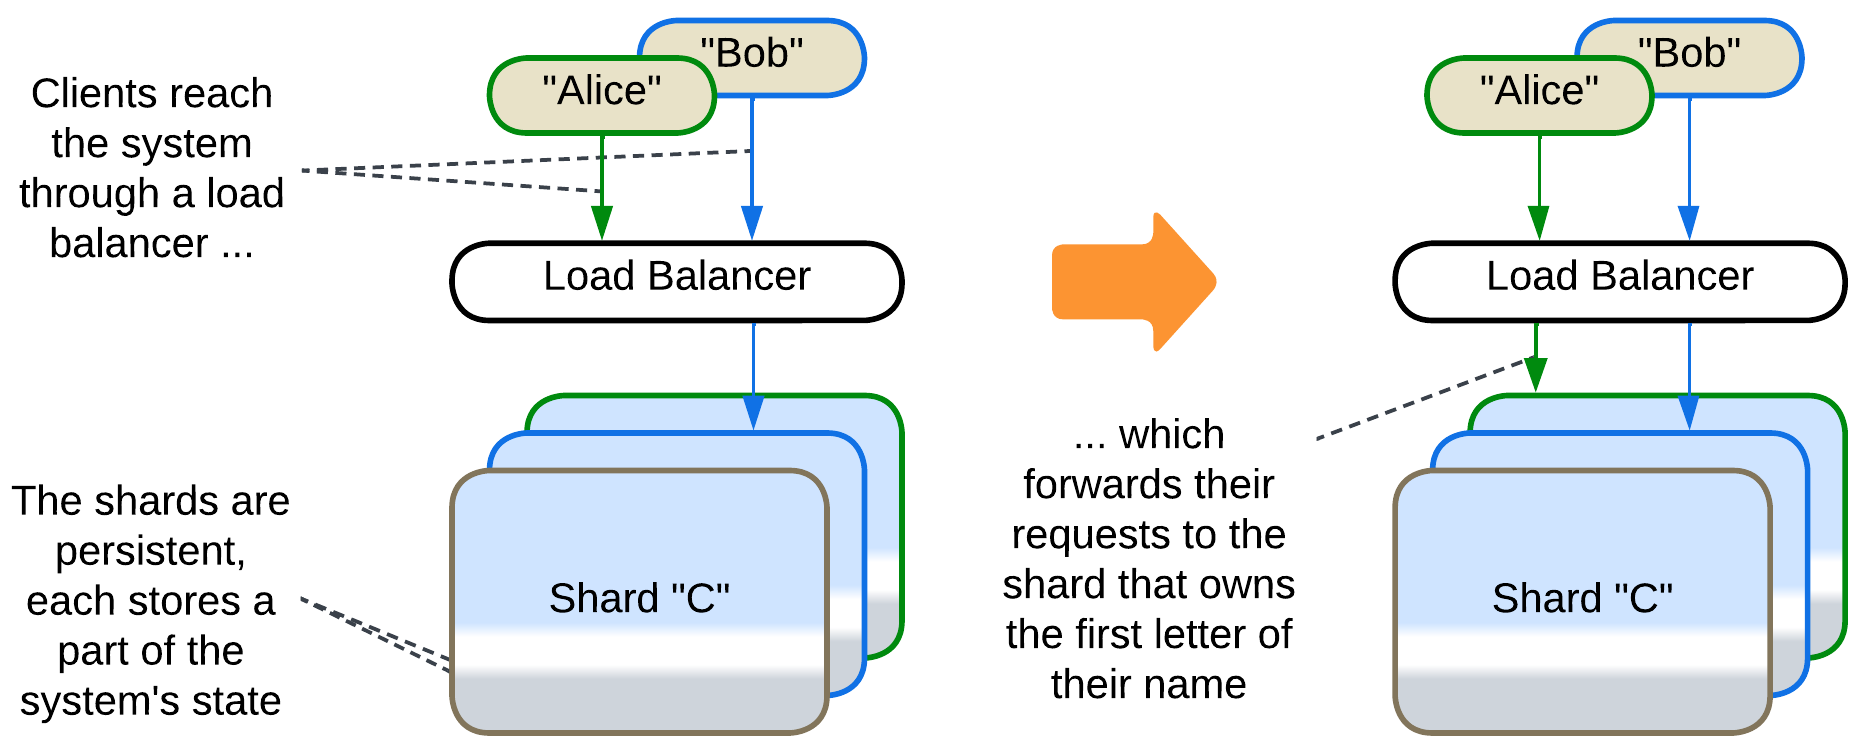 "Bob"
"Alice"
Clients reach
the system
through a load
balancer ...
Load Balancer
The shards are
persistent,
each stores a
part of the
system's state
Shard "C"
"Bob"
"Alice"
Load Balancer
... which
forwards their
requests to the
shard that owns
the first letter of
their name
Shard "C"